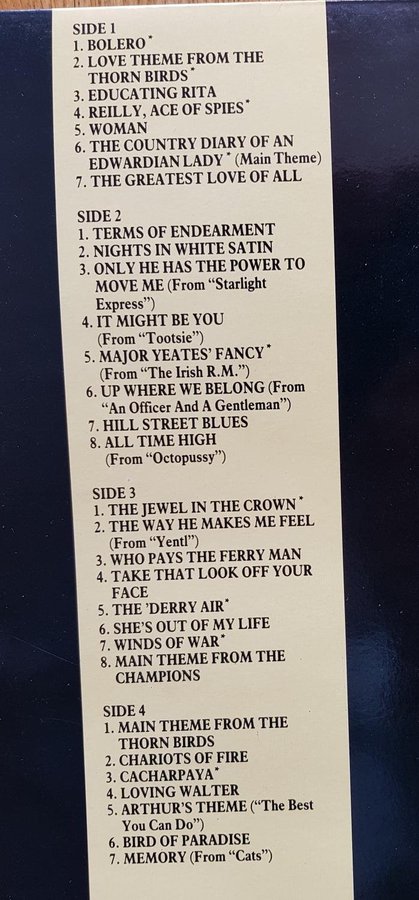 SIDE 1
1. BOLERO*
2. LOVE THEME FROM THE
THORN BIRDS*
3. EDUCATING RITA
4. REILLY, ACE OF SPIES*
5. WOMAN
6. THE COUNTRY DIARY OF AN
EDWARDIAN LADY* (Main Theme)
7. THE GREATEST LOVE OF ALL
SIDE 2
1. TERMS OF ENDEARMENT
2. NIGHTS IN WHITE SATIN
3. ONLY HE HAS THE POWER TO
MOVE ME (From "Starlight
Express")
4. IT MIGHT BE YOU
(From "Tootsie")
5. MAJOR YEATES' FANCY*
(From "The Irish R.M.")
6. UP WHERE WE BELONG (From
"An Officer And A Gentleman")
7. HILL STREET BLUES
8. ALL TIME HIGH
(From "Octopussy")
SIDE 3
1. THE JEWEL IN THE CROWN*
2. THE WAY HE MAKES ME FEEL
(From "Yentl")
3. WHO PAYS THE FERRY MAN
4. TAKE THAT LOOK OFF YOUR
FACE
5. THE 'DERRY AIR*
6. SHE'S OUT OF MY LIFE
7. WINDS OF WAR*
8. MAIN THEME FROM THE
CHAMPIONS
SIDE 4
1. MAIN THEME FROM THE
THORN BIRDS
2. CHARIOTS OF FIRE
3. CACHARPAYA*
4. LOVING WALTER
5. ARTHUR'S THEME ("The Best
You Can Do")
6. BIRD OF PARADISE
7. MEMORY (From "Cats")